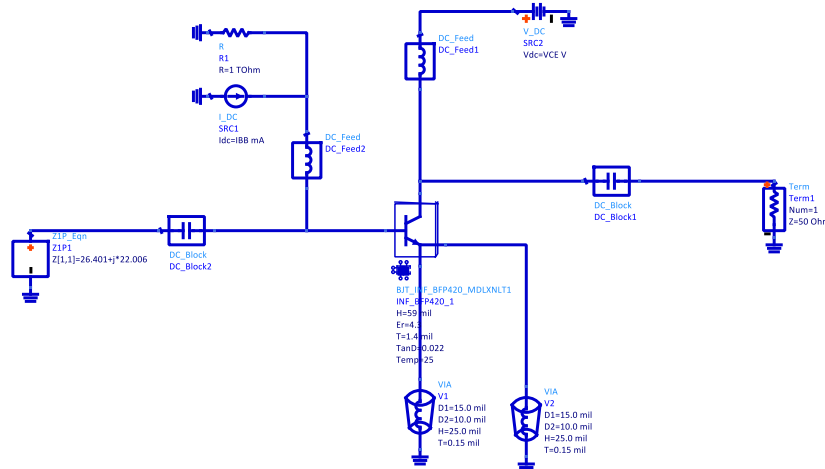 R
R1
R=1 TOhm
I_DC
SRC1
Idc=IBB mA
DC_Feed
DC_Feed2
DC_Feed
DC_Feed1
V_DC
SRC2
Vdc=VCE V
Z1P_Eqn
Z1P1
Z[1,1]=26.401+j*22.006
DC_Block
DC_Block2
DC_Block
DC_Block1
Term
Term1
Num=1
Z=50 Ohm
BJT_INF_BFP420_MDLXNLT1
INF_BFP420_1
H=59 mil
Er=4.3
T=1.4 mil
TanD=0.022
Temp=25
VIA
V1
D1=15.0 mil
D2=10.0 mil
H=25.0 mil
T=0.15 mil
VIA
V2
D1=15.0 mil
D2=10.0 mil
H=25.0 mil
T=0.15 mil